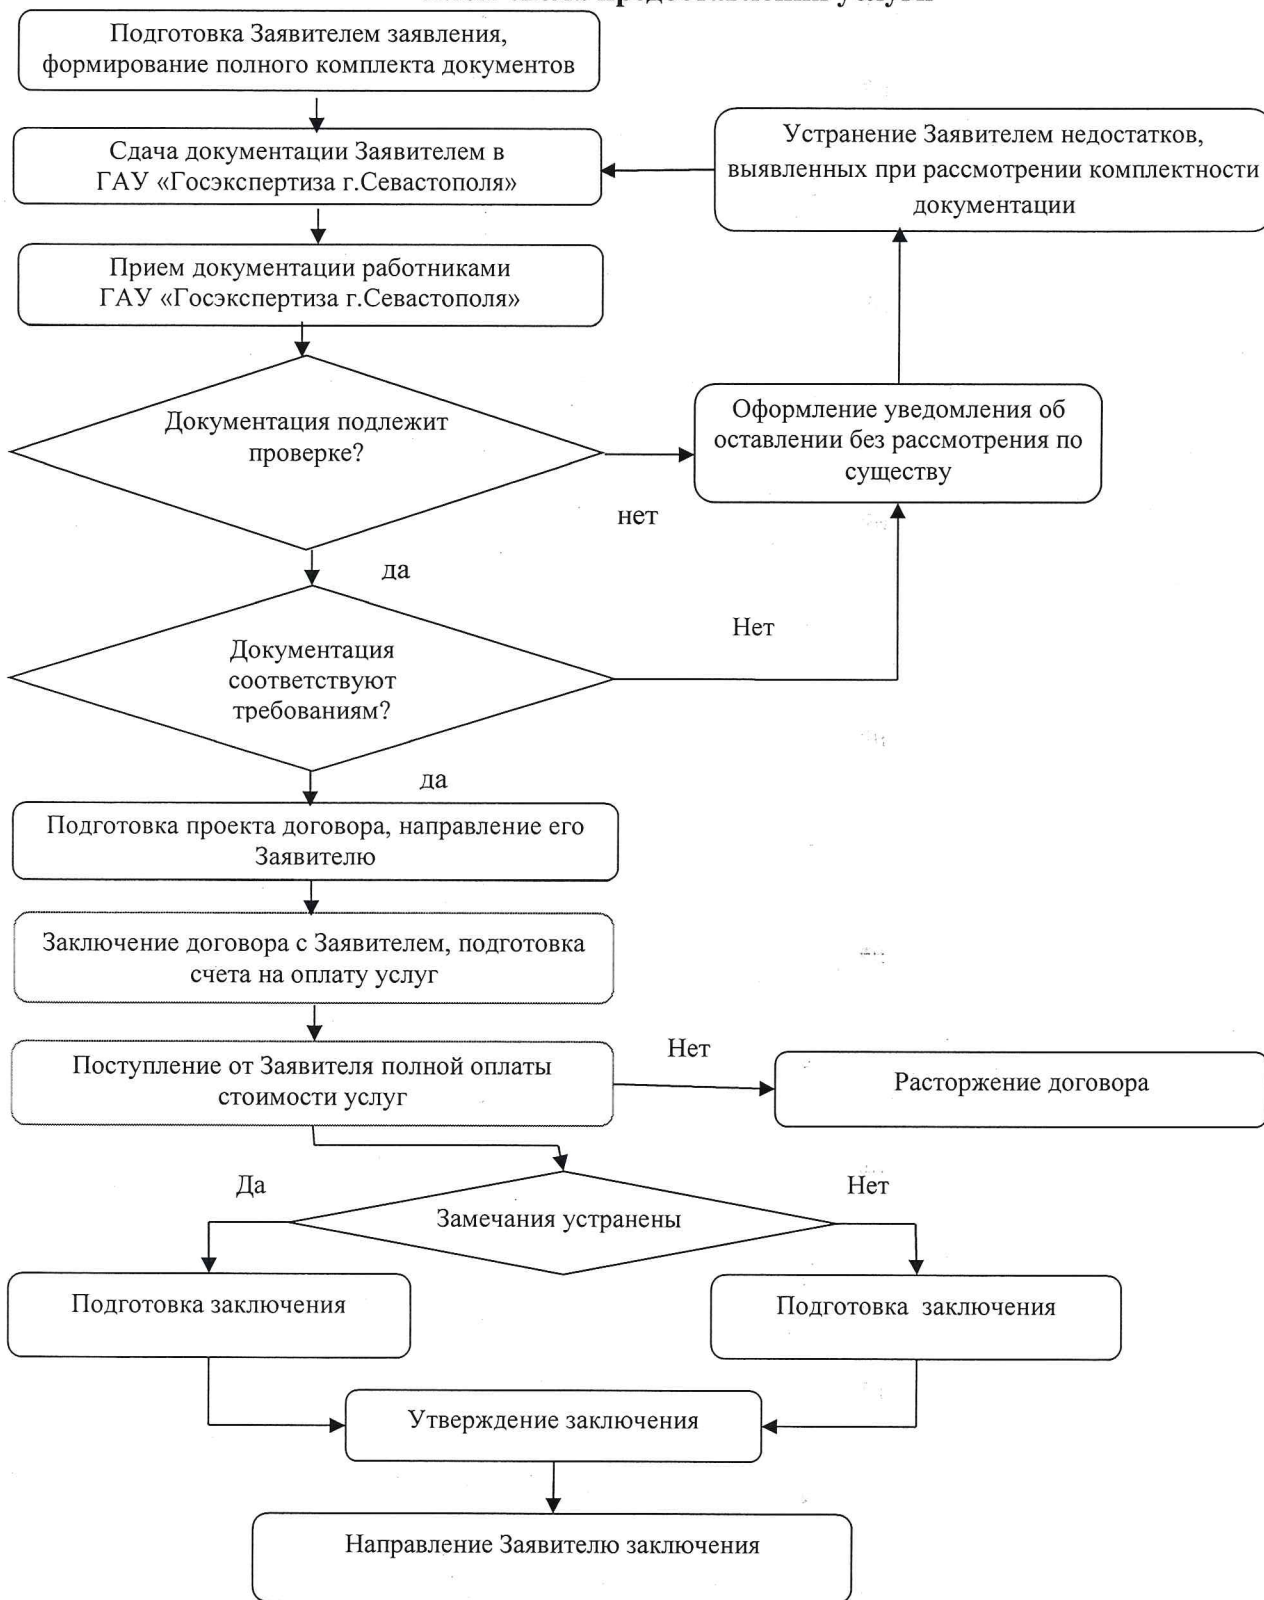 предоставления услуги
Подготовка Заявителем заявления,
формирование полного комплекта документов
Сдача документации Заявителем в
ГАУ «Госэкспертиза г.Севастополя»
Устранение Заявителем недостатков,
выявленных при рассмотрении комплектности
документации
Прием документации работниками
ГАУ «Госэкспертиза г.Севастополя»
Документация подлежит
проверке?
Оформление уведомления об
оставлении без рассмотрения по
существу
нет
да
Документация
соответствуют
требованиям?
Нет
да
Подготовка проекта договора, направление его
Заявителю
Заключение договора с Заявителем, подготовка
счета на оплату услуг
Поступление от Заявителя полной оплаты
стоимости услуг
Нет
Расторжение договора
Да
Замечания устранены
Нет
Подготовка заключения
Подготовка заключения
Утверждение заключения
Направление Заявителю заключения